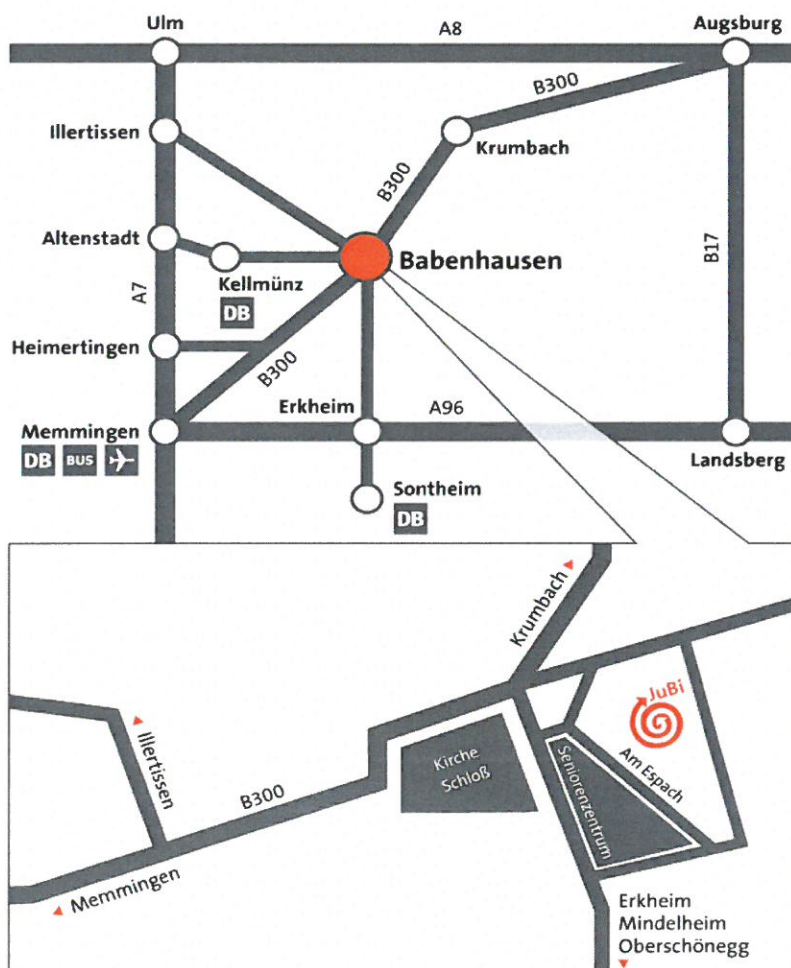 Ulm
A8
Augsburg
B300
Illertissen
Krumbach
B300
Altenstadt
Babenhausen
B17
Kellmünz
DB
A7
Heimertingen
B300
Erkheim
A96
Memmingen
DB BUS
Landsberg
Sontheim
DB
Krumbach
JuBi
Illertissen
Kirche
Schloß
Seniorenzentrum
Am Espach
B300
Memmingen
Erkheim
Mindelheim
Oberschönegg